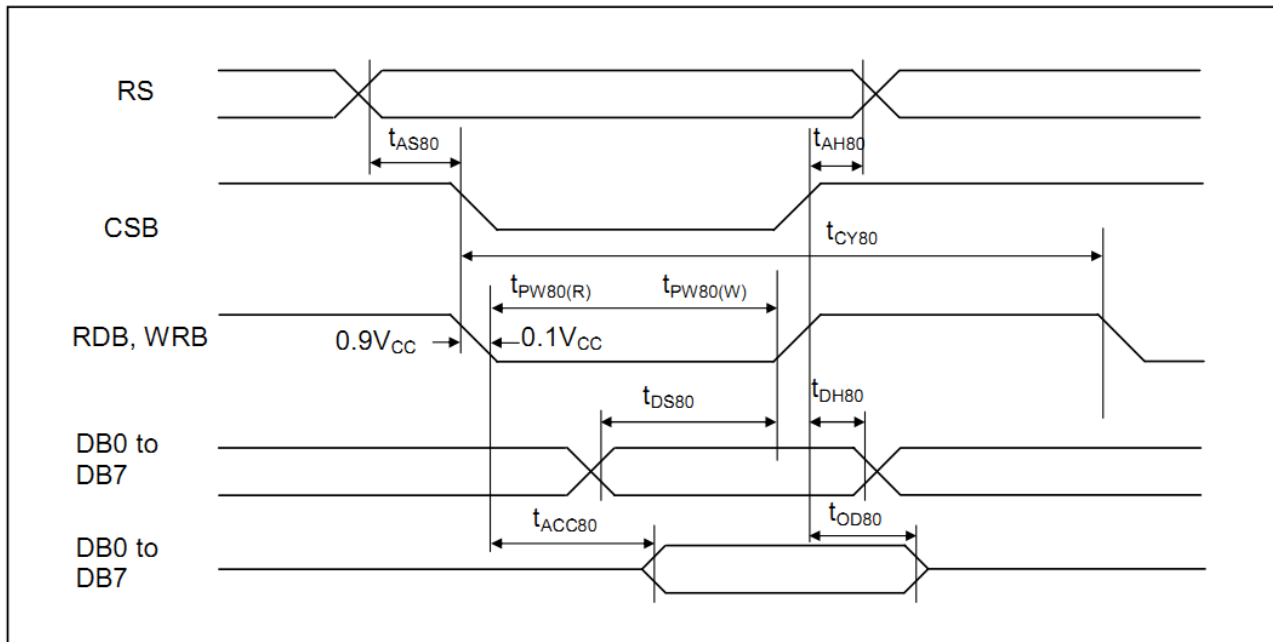 RS
tAS80
tAH80
CSB
tCY80
tPW80(R) tPW80(W)
RDB, WRB
0.9VCC
0.1VCC
tDS80
tDH80
DB0 to
DB7
tACC80
tOD80
DB0 to
DB7